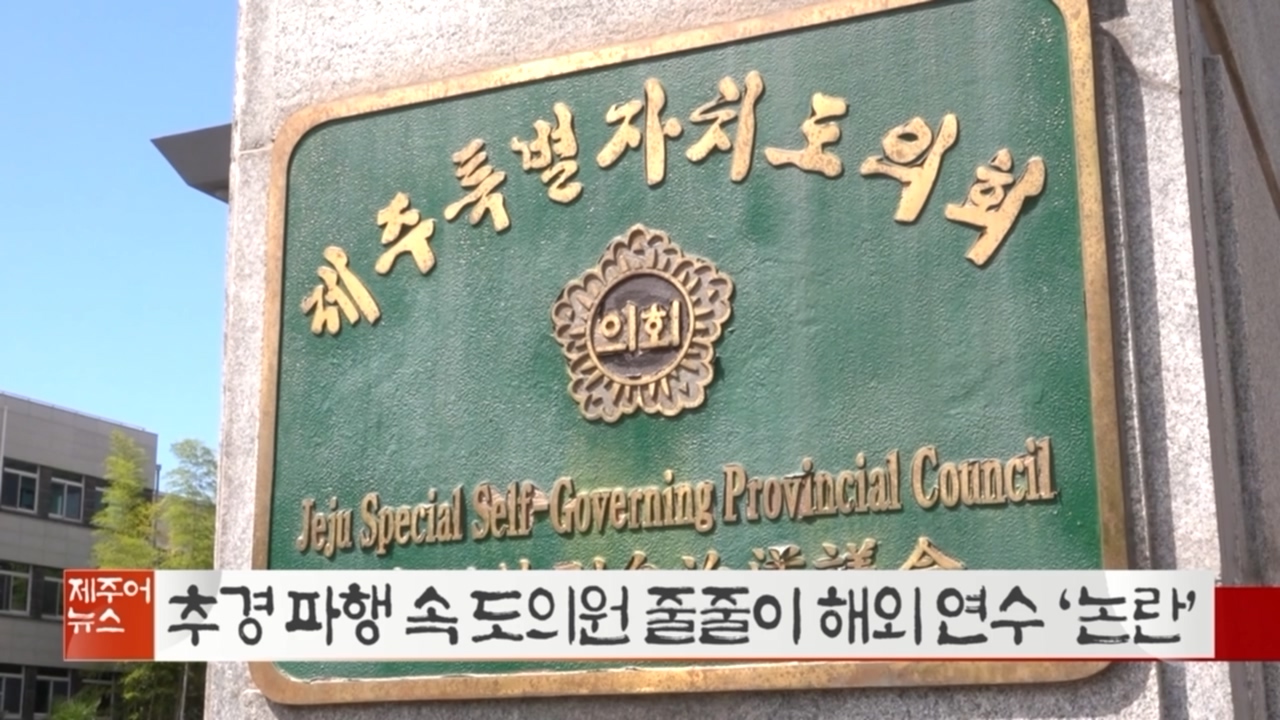 제주특별자치도의회
의회
Jeju Special Self-Governing Provincial Council
제주어
뉴스
추경 파행 속 도의원 줄줄이 해외 연수 ‘논란’